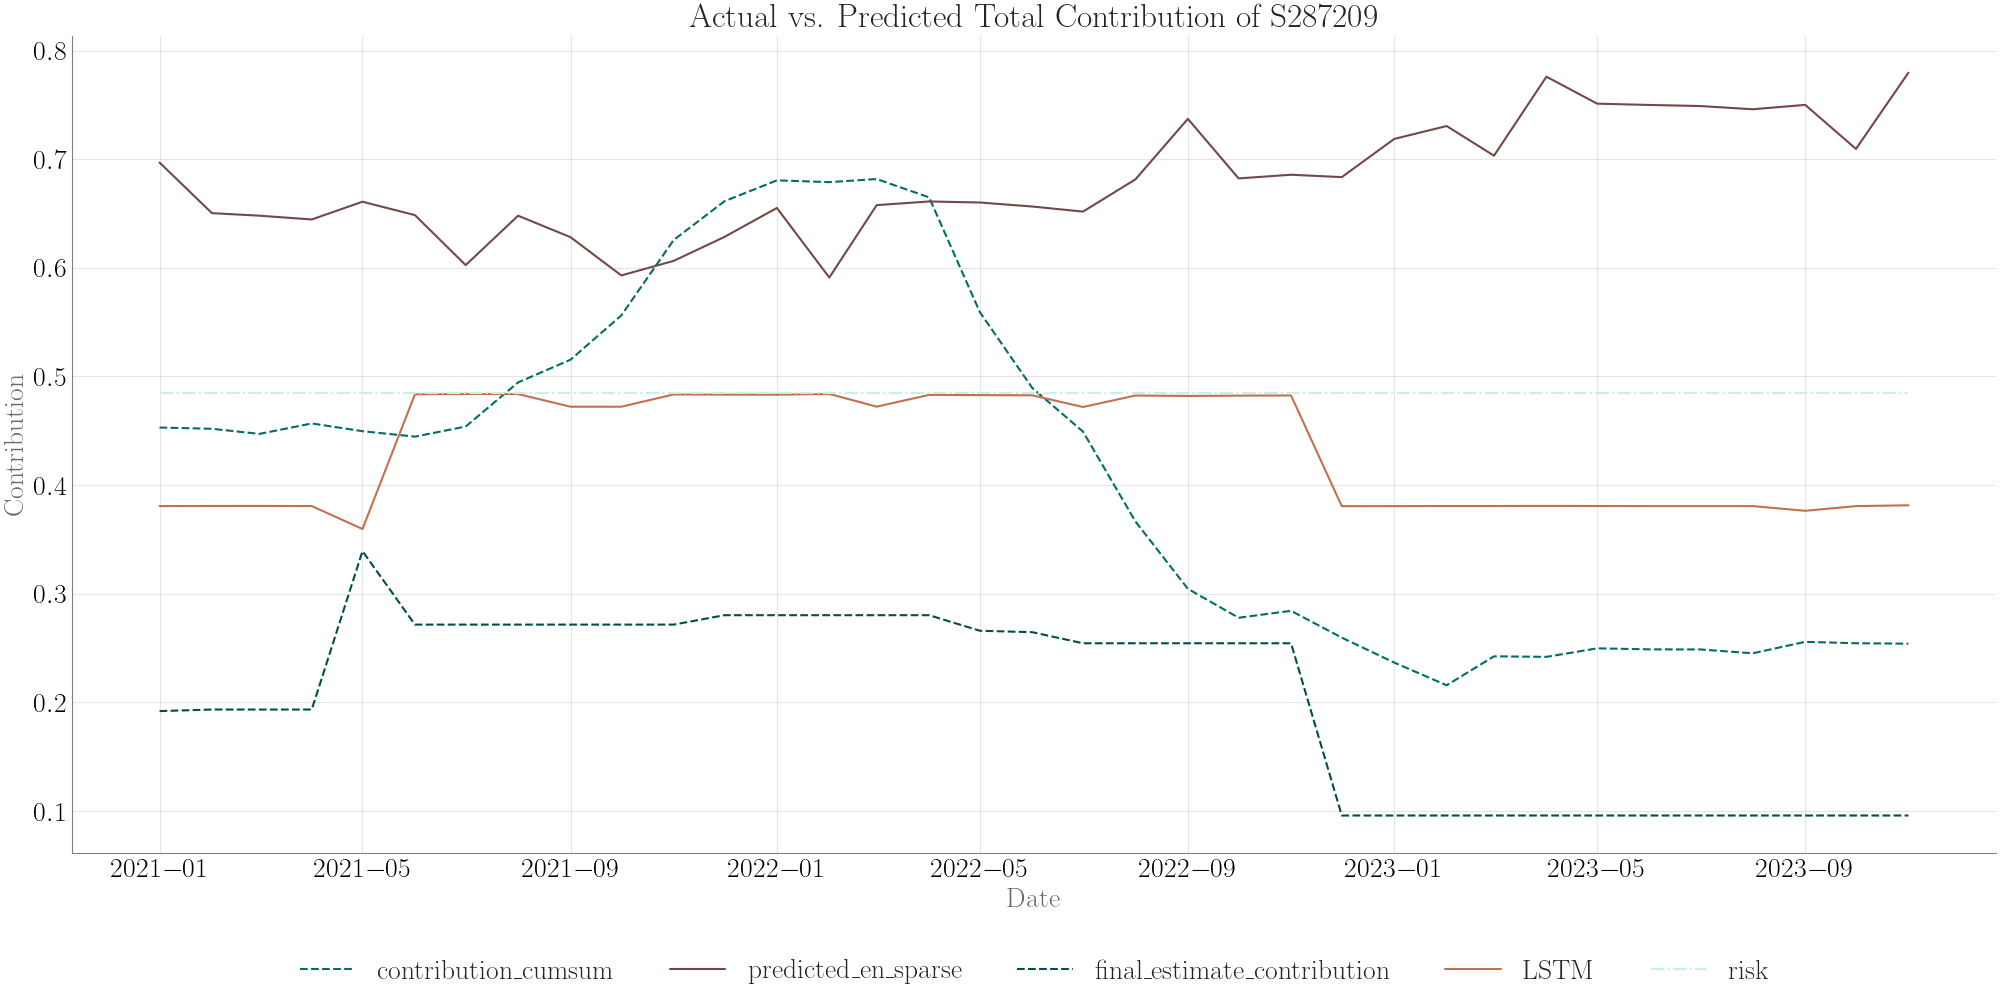 Actual vs. Predicted Total Contribution of S287209
Contribution
0.8
0.7
0.6
0.5
0.4
0.3
0.2
0.1
2021−01 2021−05 2021−09 2022−01 2022−05 2022−09 2023−01 2023−05 2023−09
Date
contribution_cumsum predicted_en_sparse final_estimate_contribution LSTM risk